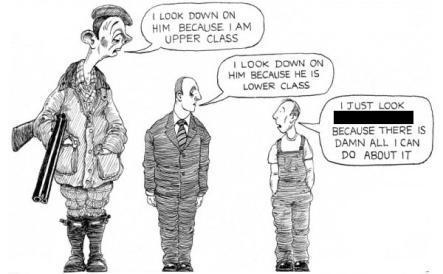 I LOOK DOWN ON
HIM BECAUSE I AM
UPPER CLASS
I LOOK DOWN ON
HIM BECAUSE HE IS
LOWER CLASS
I JUST LOOK
BECAUSE THERE IS
DAMN ALL I CAN
DO ABOUT IT